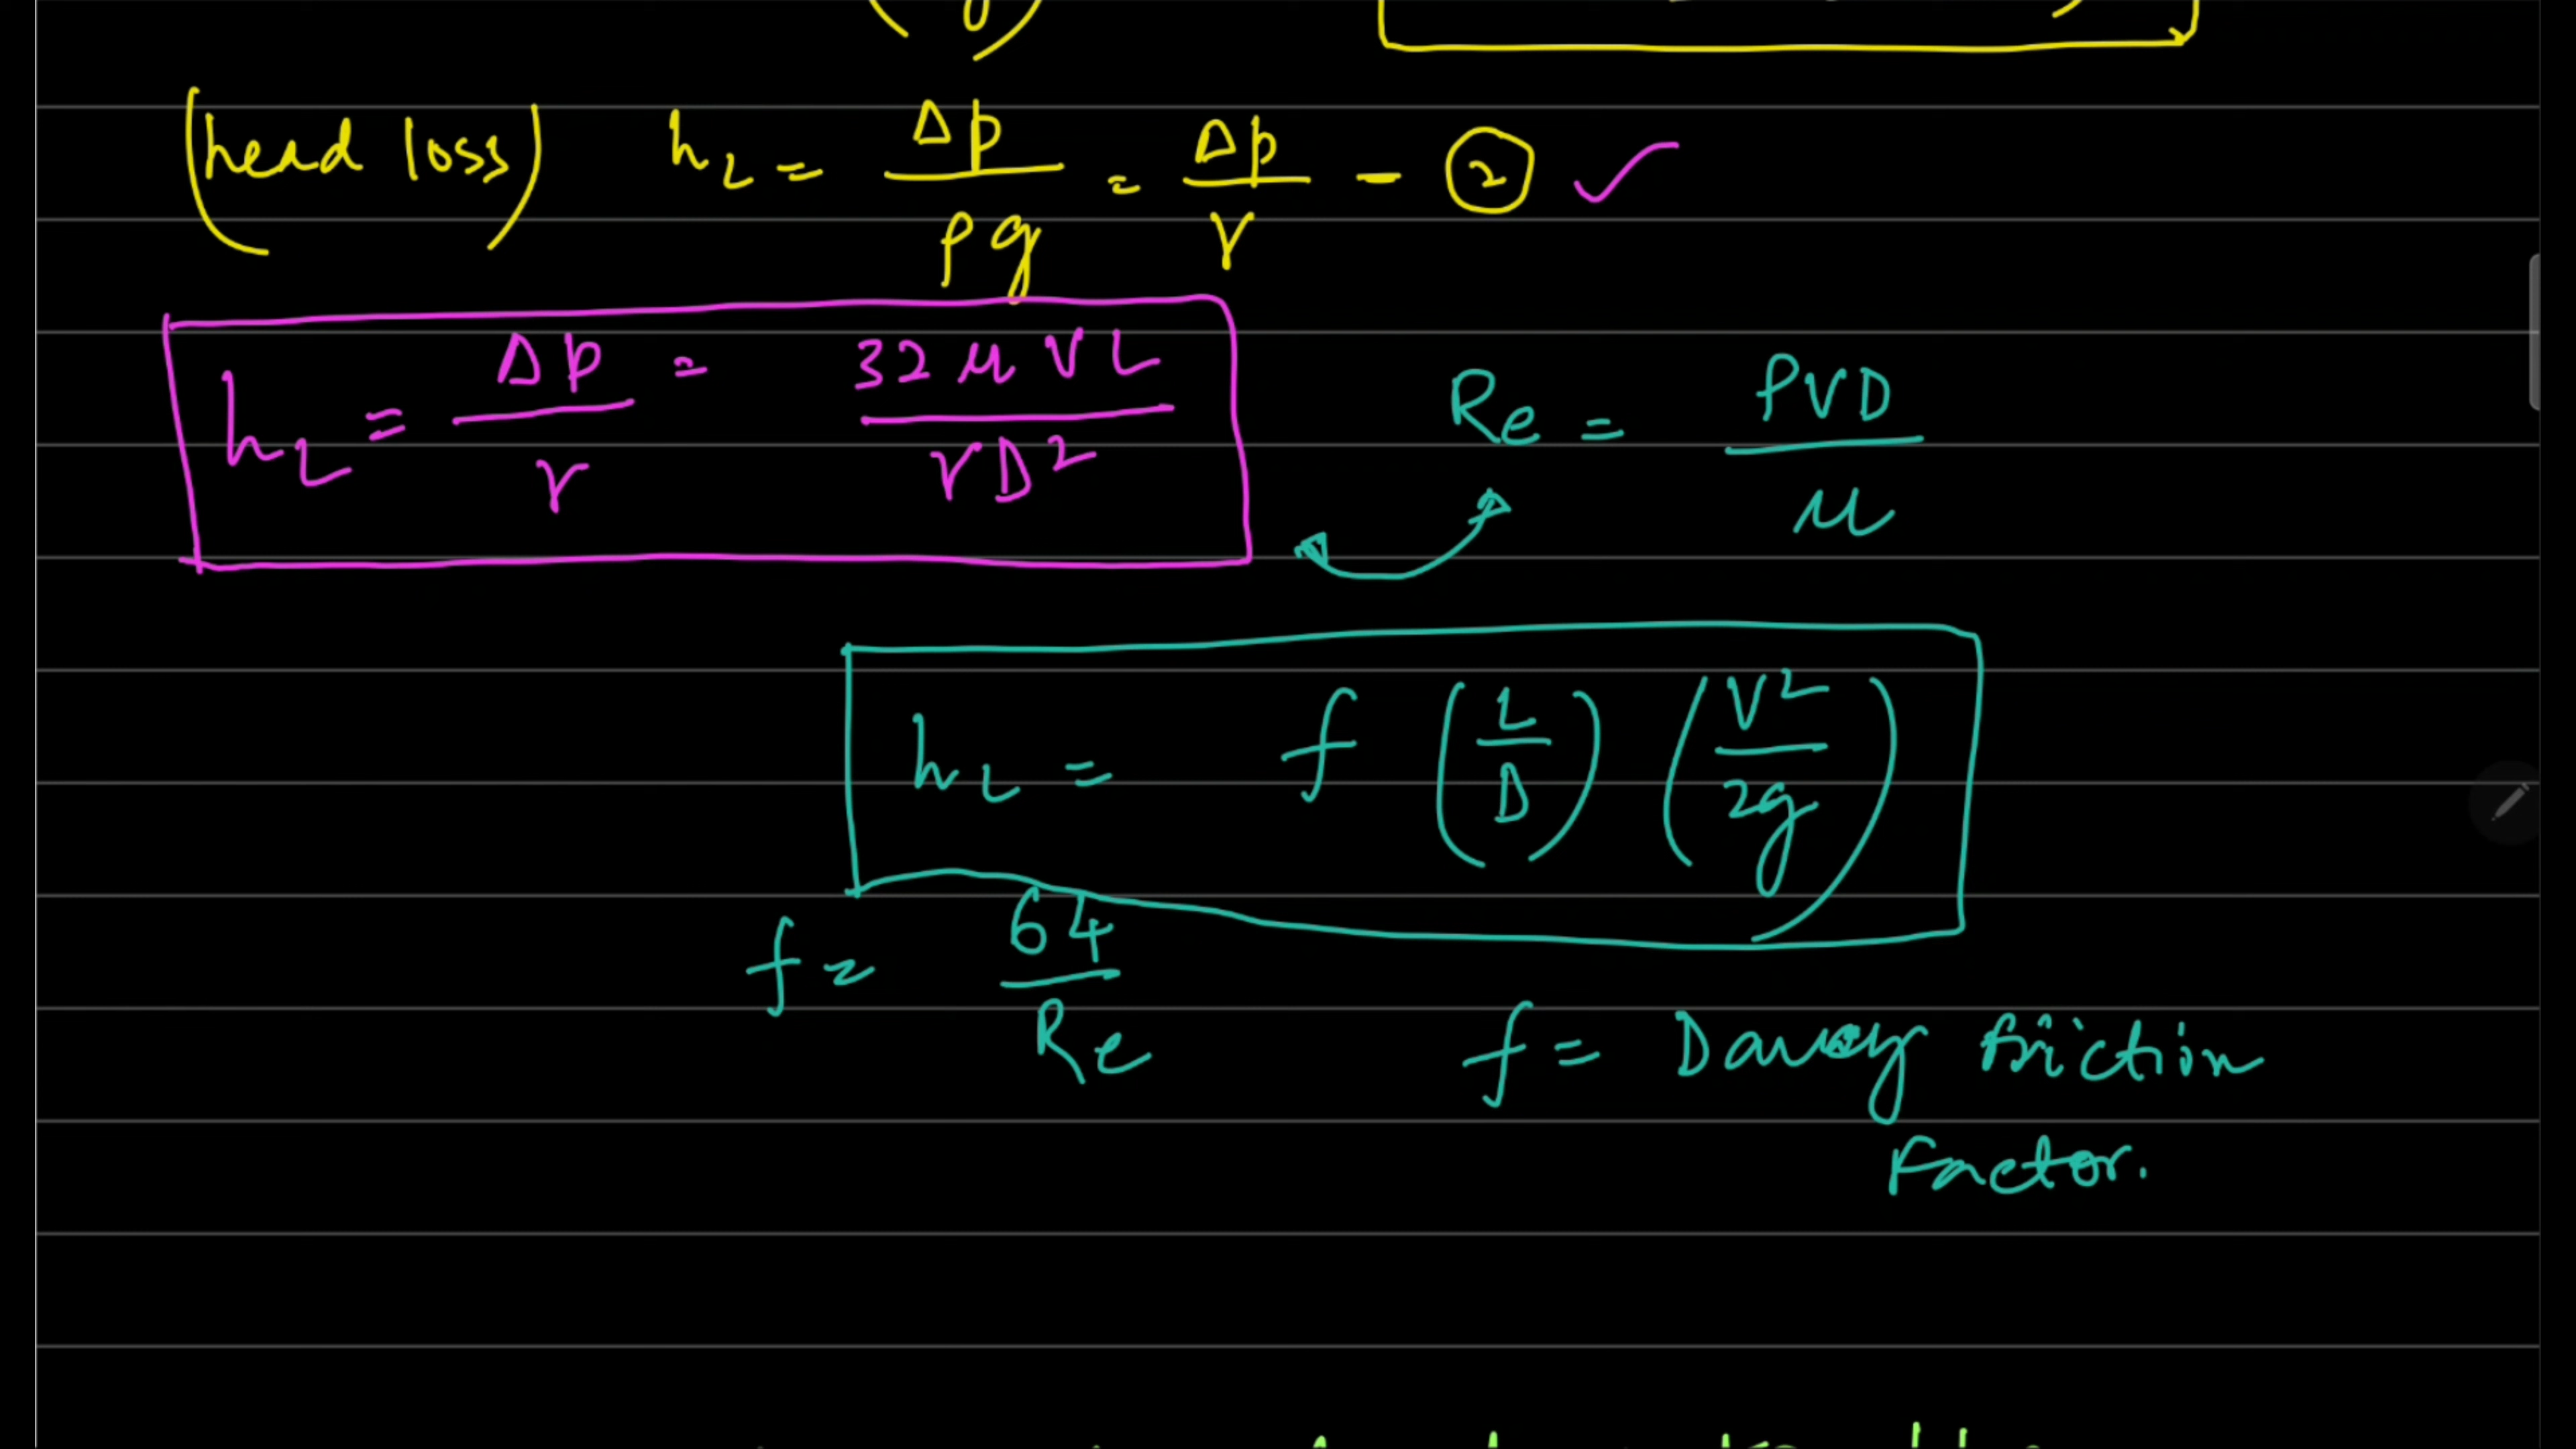 (head loss) h_L = Δp/ρg = Δp/γ - ② ✓
h_L = Δp/γ = 32μVL/γD²
Re = ρVD/μ
h_L = f (L/D) (V²/2g)
f = 64/Re
f = Darcy friction
Factor.